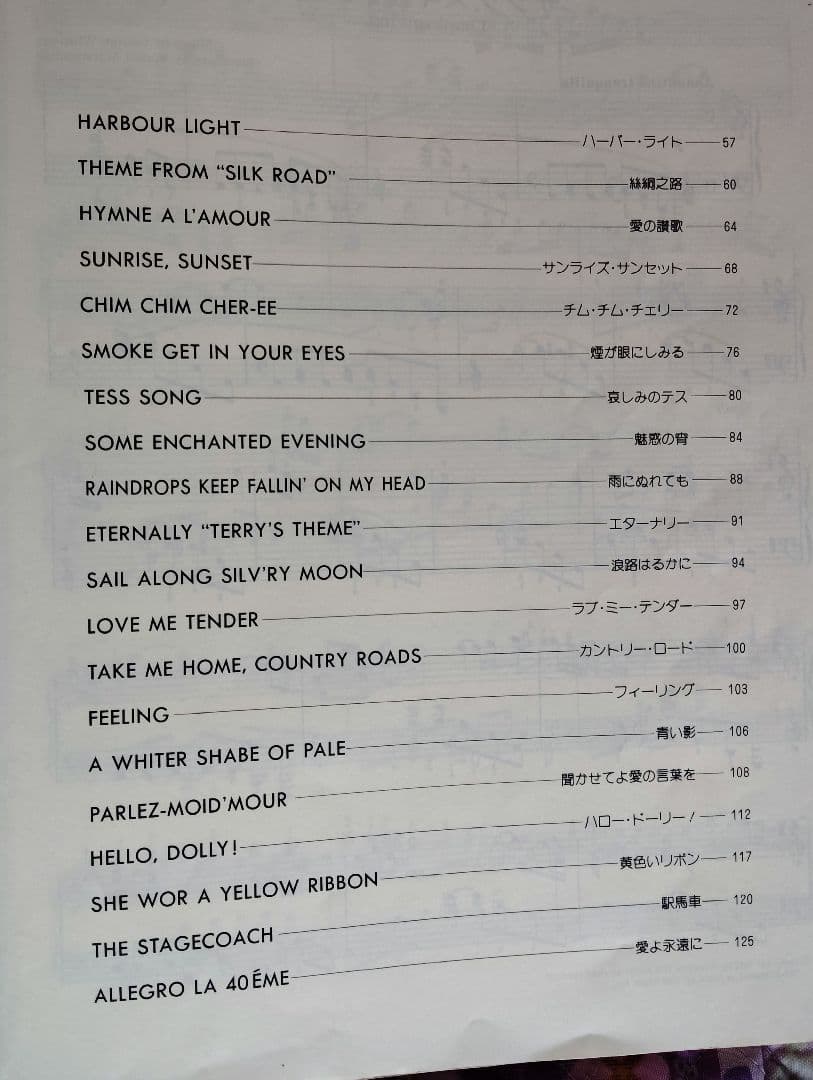 HARBOUR LIGHT ハーバー・ライト 57
THEME FROM “SILK ROAD” 絲綢之路 60
HYMNE A L’AMOUR 愛の讃歌 64
SUNRISE, SUNSET サンライズ・サンセット 68
CHIM CHIM CHER-EE チム・チム・チェリー 72
SMOKE GET IN YOUR EYES 煙が眼にしみる 76
TESS SONG 哀しみのテス 80
SOME ENCHANTED EVENING 魅惑の宵 84
RAINDROPS KEEP FALLIN’ ON MY HEAD 雨にぬれても 88
ETERNALLY “TERRY’S THEME” エターナリー 91
SAIL ALONG SILV’RY MOON 浪路はるかに 94
LOVE ME TENDER ラブ・ミー・テンダー 97
TAKE ME HOME, COUNTRY ROADS カントリー・ロード 100
FEELING フィーリング 103
A WHITER SHABE OF PALE 青い影 106
PARLEZ-MOID’MOUR 聞かせてよ愛の言葉を 108
HELLO, DOLLY! ハロー・ドーリー! 112
SHE WOR A YELLOW RIBBON 黄色いリボン 117
THE STAGECOACH 駅馬車 120
ALLEGRO LA 40ÉME 愛よ永遠に 125